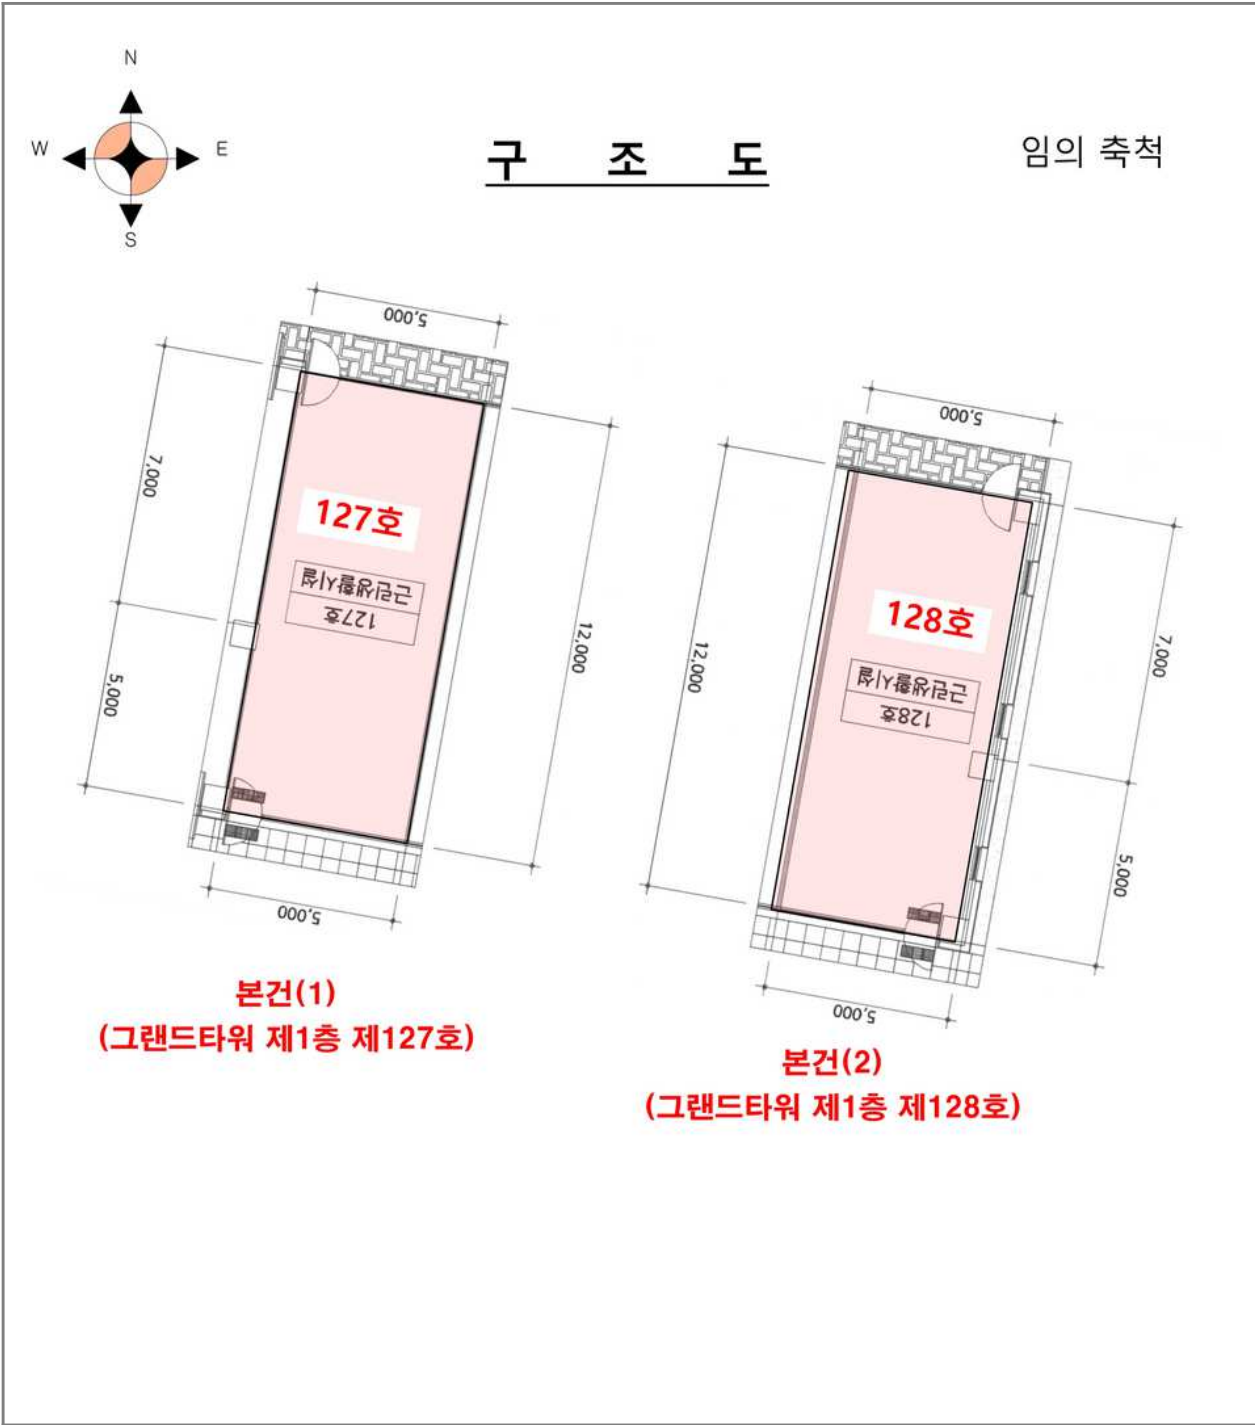 N
W
E
S
구 조 도
임의 축척
5,000
7,000
127호
근린생활시설
127호
12,000
5,000
5,000
5,000
12,000
128호
근린생활시설
128호
7,000
5,000
5,000
본건(1)
(그랜드타워 제1층 제127호)
본건(2)
(그랜드타워 제1층 제128호)